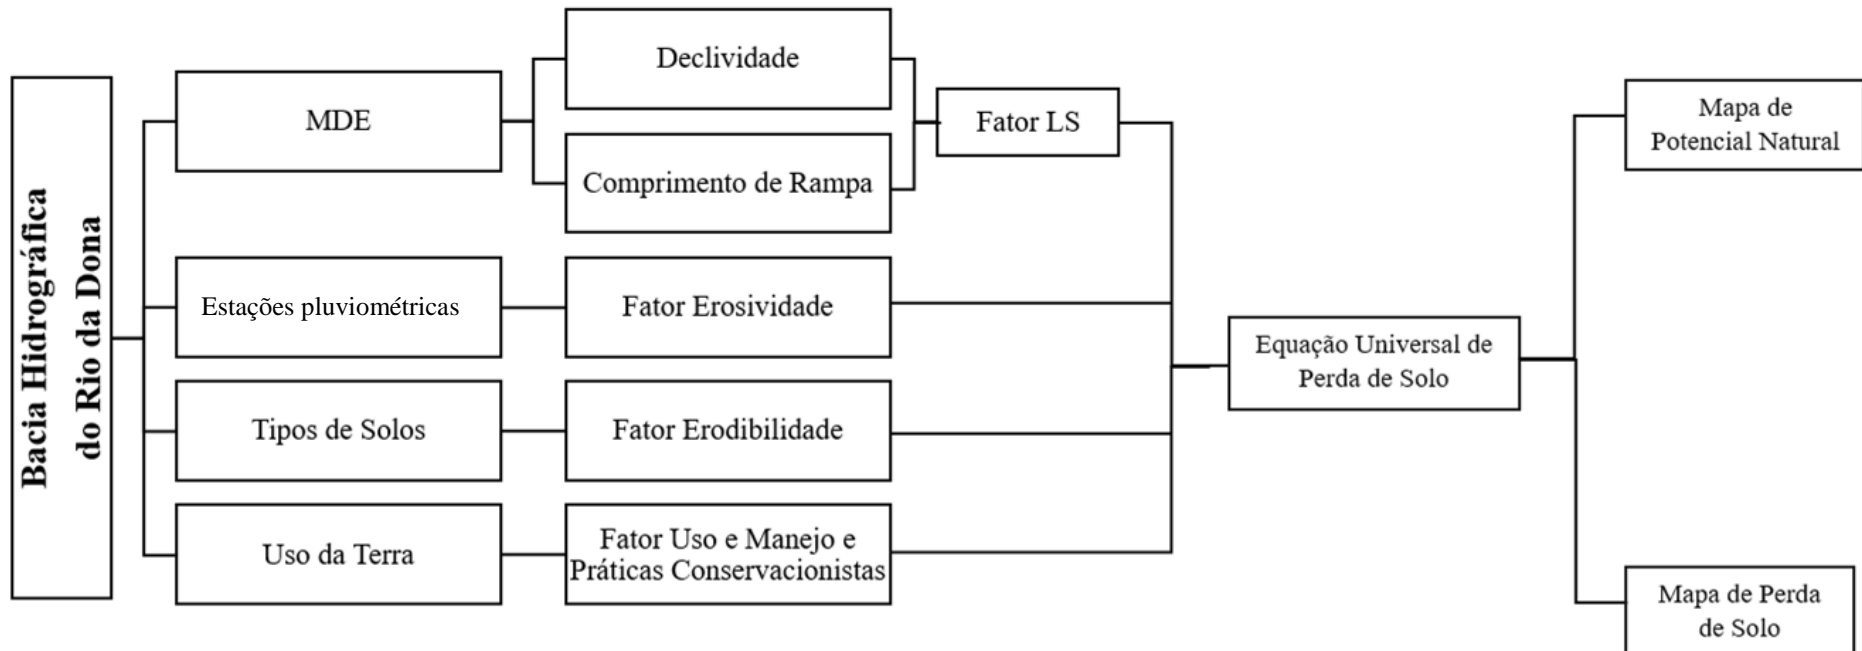 Bacia Hidrográfica
do Rio da Dona
MDE
Declividade
Comprimento de Rampa
Fator LS
Estações pluviométricas
Fator Erosividade
Tipos de Solos
Fator Erodibilidade
Uso da Terra
Fator Uso e Manejo e
Práticas Conservacionistas
Equação Universal de
Perda de Solo
Mapa de
Potencial Natural
Mapa de Perda
de Solo